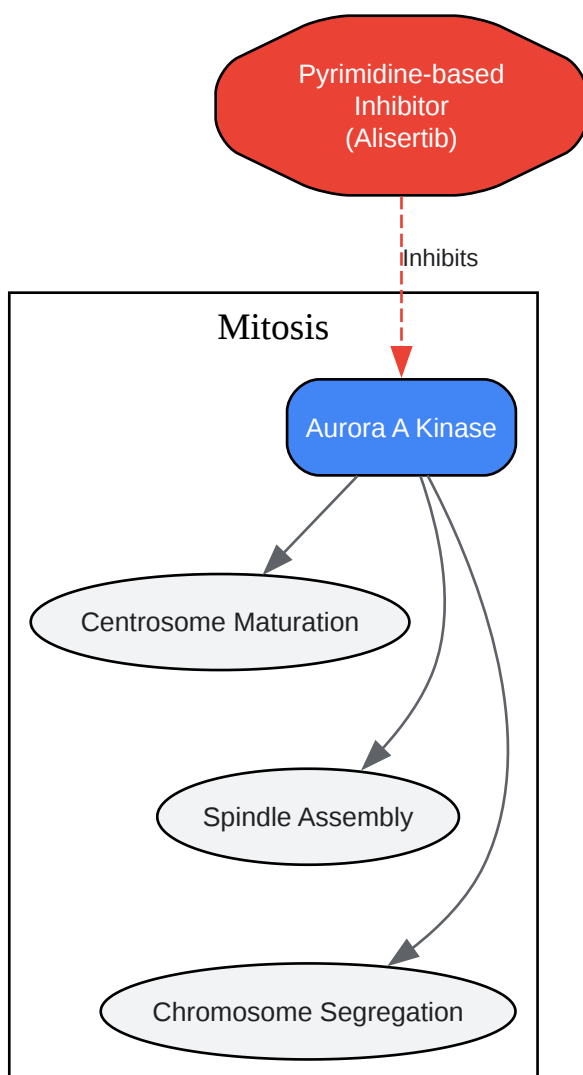 Pyrimidine-based
Inhibitor
(Alisertib)
Inhibits
Mitosis
Aurora A Kinase
Centrosome Maturation
Spindle Assembly
Chromosome Segregation